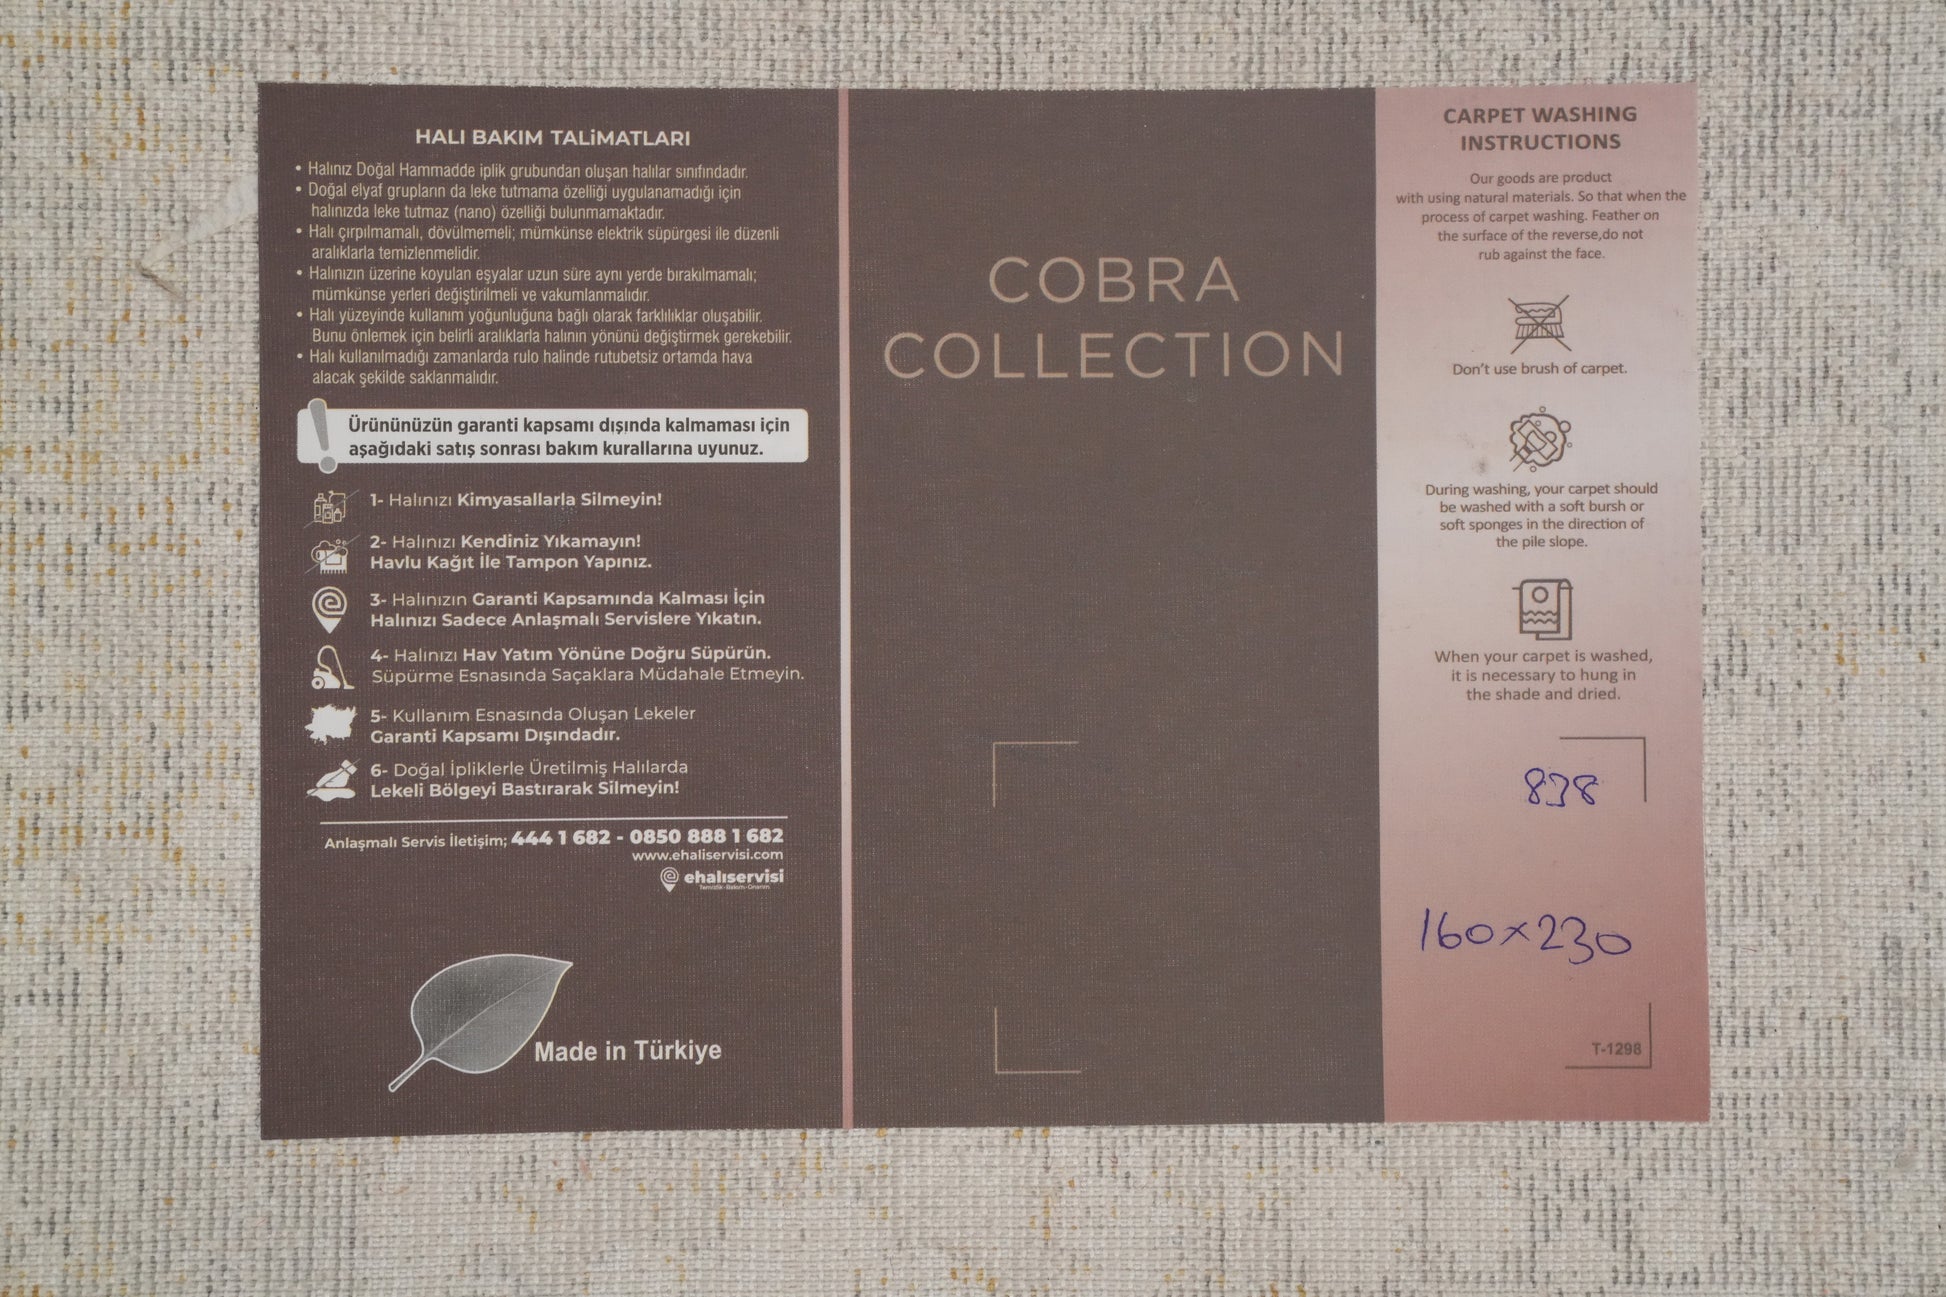 HALI BAKIM TALiMATLARI
• Halınız Doğal Hammadde iplik grubundan oluşan halılar sınıfındadır.
• Doğal elyaf grupların da leke tutmama özelliği uygulanamadığı için
halınızda leke tutmaz (nano) özelliği bulunmamaktadır.
• Halı çırpılmamalı, dövülmemeli; mümkünse elektrik süpürgesi ile düzenli
aralıklarla temizlenmelidir.
• Halınızın üzerine koyulan eşyalar uzun süre aynı yerde bırakılmamalı;
mümkünse yerleri değiştirilmeli ve vakumlanmalıdır.
• Halı yüzeyinde kullanım yoğunluğuna bağlı olarak farklılıklar oluşabilir.
Bunu önlemek için belirli aralıklarla halının yönünü değiştirmek gerekebilir.
• Halı kullanılmadığı zamanlarda rulo halinde rutubetsiz ortamda hava
alacak şekilde saklanmalıdır.
Ürününüzün garanti kapsamı dışında kalmaması için
aşağıdaki satış sonrası bakım kurallarına uyunuz.
1- Halınızı Kimyasallarla Silmeyin!
2- Halınızı Kendiniz Yıkamayın!
Havlu Kağıt İle Tampon Yapınız.
3- Halınızın Garanti Kapsamında Kalması İçin
Halınızı Sadece Anlaşmalı Servislere Yıkatın.
4- Halınızı Hav Yatım Yönüne Doğru Süpürün.
Süpürme Esnasında Saçaklara Müdahale Etmeyin.
5- Kullanım Esnasında Oluşan Lekeler
Garanti Kapsamı Dışındadır.
6- Doğal İpliklerle Üretilmiş Halılarda
Lekeli Bölgeyi Bastırarak Silmeyin!
Anlaşmalı Servis İletişim; 444 1 682 - 0850 888 1 682
www.ehaliservisi.com
ehalıservisi
Temizlik-Bakım-Onarım
Made in Türkiye
COBRA
COLLECTION
CARPET WASHING
INSTRUCTIONS
Our goods are product
with using natural materials. So that when the
process of carpet washing. Feather on
the surface of the reverse,do not
rub against the face.
Don't use brush of carpet.
During washing, your carpet should
be washed with a soft bursh or
soft sponges in the direction of
the pile slope.
When your carpet is washed,
it is necessary to hung in
the shade and dried.
838
160x230
T-1298